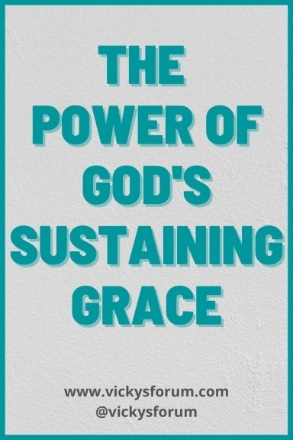 THE
POWER OF
GOD'S
SUSTAINING
GRACE
www.vickysforum.com
@vickysforum